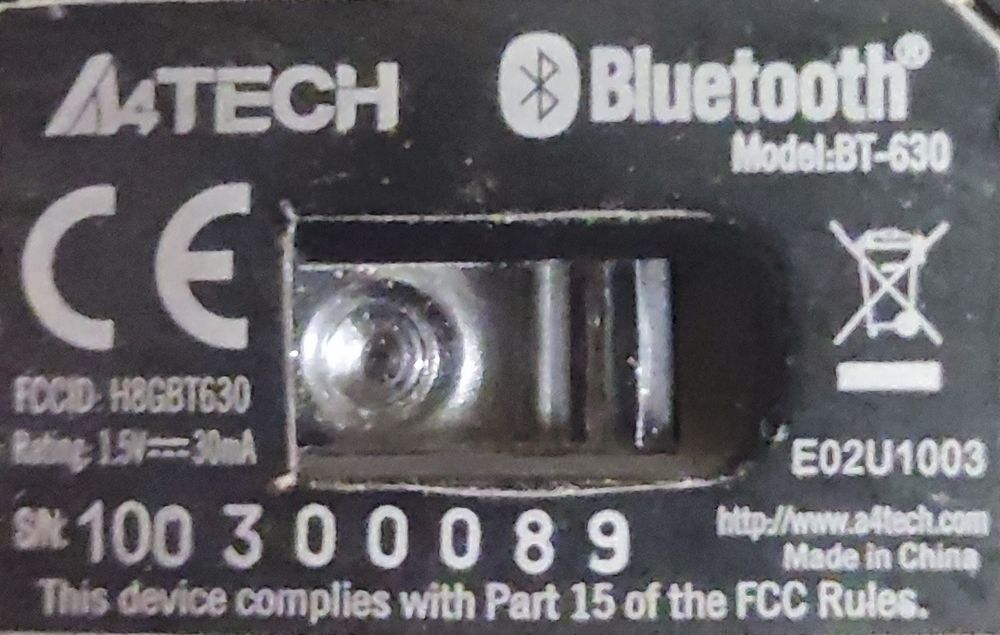 A4TECH
Bluetooth®
Model:BT-630
CE
FCCID: H8GBT630
Rating: 1.5V⎓30mA
E02U1003
S/N: 100 3 0 0 0 8 9
http://www.a4tech.com
Made in China
This device complies with Part 15 of the FCC Rules.